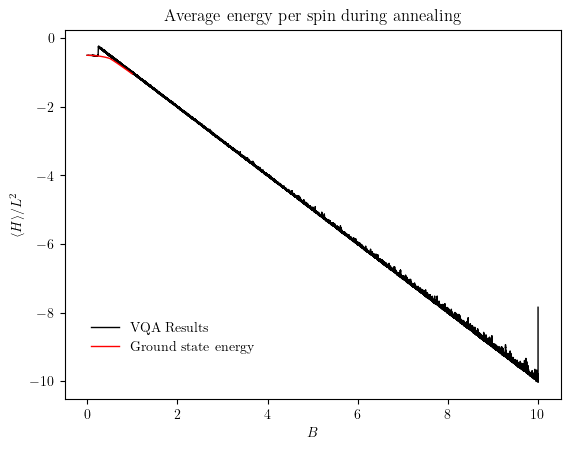 Average energy per spin during annealing
0
−2
−4
−6
−8
−10
⟨H⟩/L²
VQA Results
Ground state energy
0 2 4 6 8 10
B